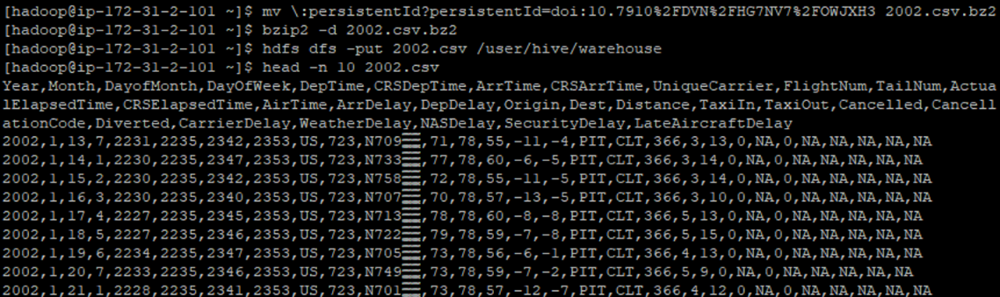 [hadoop@ip-172-31-2-101 ~]$ mv \:persistentId?persistentId=doi:10.7910%2FDVN%2FHG7NV7%2FOWJXH3 2002.csv.bz2
[hadoop@ip-172-31-2-101 ~]$ bzip2 -d 2002.csv.bz2
[hadoop@ip-172-31-2-101 ~]$ hdfs dfs -put 2002.csv /user/hive/warehouse
[hadoop@ip-172-31-2-101 ~]$ head -n 10 2002.csv
Year,Month,DayofMonth,DayOfWeek,DepTime,CRSDepTime,ArrTime,CRSArrTime,UniqueCarrier,FlightNum,TailNum,Actua
lElapsedTime,CRSElapsedTime,AirTime,ArrDelay,DepDelay,Origin,Dest,Distance,TaxiIn,TaxiOut,Cancelled,Cancell
ationCode,Diverted,CarrierDelay,WeatherDelay,NASDelay,SecurityDelay,LateAircraftDelay
2002,1,13,7,2231,2235,2342,2353,US,723,N709▒▒,71,78,55,-11,-4,PIT,CLT,366,3,13,0,NA,0,NA,NA,NA,NA,NA
2002,1,14,1,2230,2235,2347,2353,US,723,N733▒▒,77,78,60,-6,-5,PIT,CLT,366,3,14,0,NA,0,NA,NA,NA,NA,NA
2002,1,15,2,2230,2235,2342,2353,US,723,N758▒▒,72,78,55,-11,-5,PIT,CLT,366,3,14,0,NA,0,NA,NA,NA,NA,NA
2002,1,16,3,2230,2235,2340,2353,US,723,N707▒▒,70,78,57,-13,-5,PIT,CLT,366,3,10,0,NA,0,NA,NA,NA,NA,NA
2002,1,17,4,2227,2235,2345,2353,US,723,N713▒▒,78,78,60,-8,-8,PIT,CLT,366,5,13,0,NA,0,NA,NA,NA,NA,NA
2002,1,18,5,2227,2235,2346,2353,US,723,N722▒▒,79,78,59,-7,-8,PIT,CLT,366,5,15,0,NA,0,NA,NA,NA,NA,NA
2002,1,19,6,2234,2235,2347,2353,US,723,N705▒▒,73,78,56,-6,-1,PIT,CLT,366,4,13,0,NA,0,NA,NA,NA,NA,NA
2002,1,20,7,2233,2235,2346,2353,US,723,N749▒▒,73,78,59,-7,-2,PIT,CLT,366,5,9,0,NA,0,NA,NA,NA,NA,NA
2002,1,21,1,2228,2235,2341,2353,US,723,N701▒▒,73,78,57,-12,-7,PIT,CLT,366,4,12,0,NA,0,NA,NA,NA,NA,NA